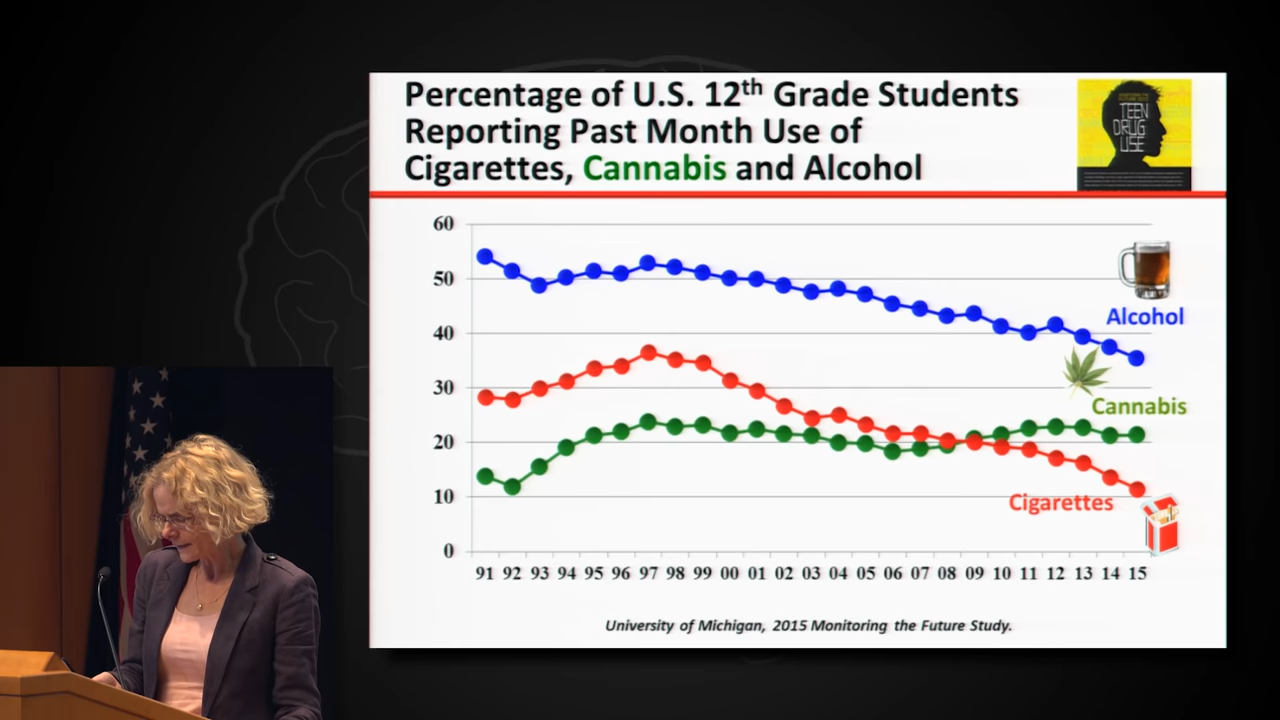 Percentage of U.S. 12th Grade Students
Reporting Past Month Use of
Cigarettes, Cannabis and Alcohol
TEEN
DRUG
USE
60
50
40
30
20
10
0
Alcohol
Cannabis
Cigarettes
91 92 93 94 95 96 97 98 99 00 01 02 03 04 05 06 07 08 09 10 11 12 13 14 15
University of Michigan, 2015 Monitoring the Future Study.